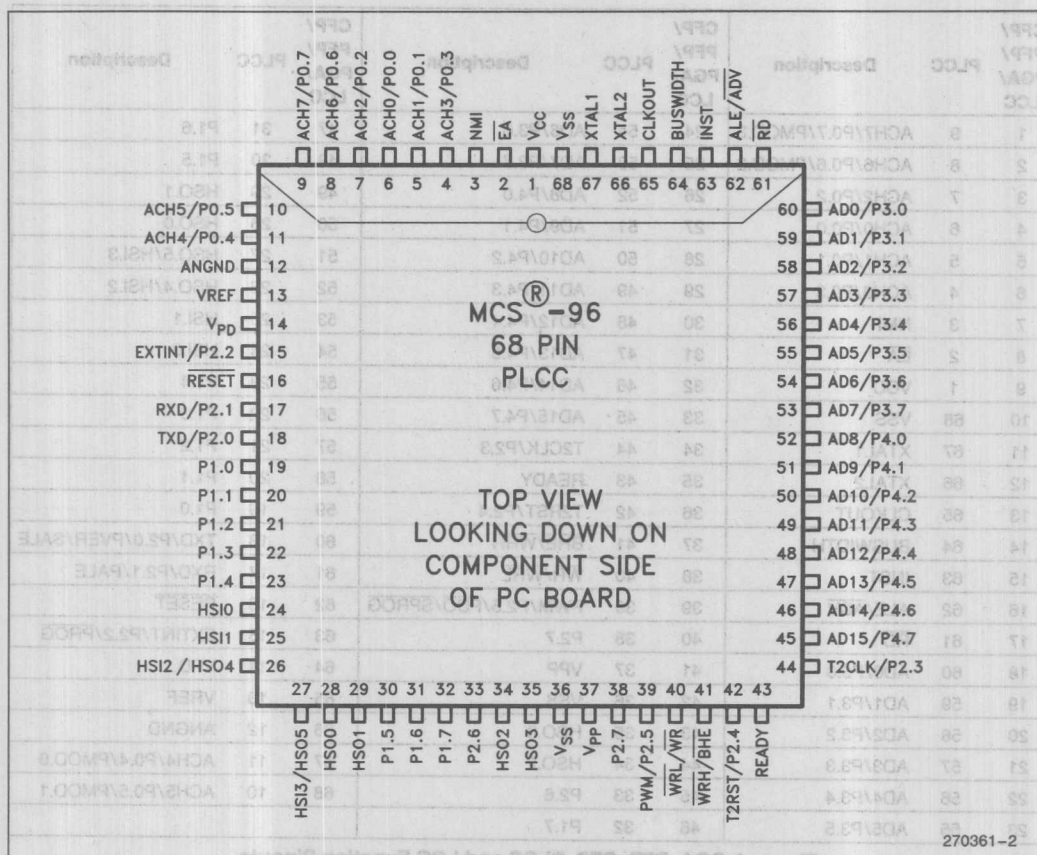 ACH7/P0.7
ACH6/P0.6
ACH2/P0.2
ACH0/P0.0
ACH1/P0.1
ACH3/P0.3
NMI
EA
VCC
VSS
XTAL1
XTAL2
CLKOUT
BUSWIDTH
INST
ALE/ADV
RD
9 8 7 6 5 4 3 2 1 68 67 66 65 64 63 62 61
ACH5/P0.5 10
ACH4/P0.4 11
ANGND 12
VREF 13
VPD 14
EXTINT/P2.2 15
RESET 16
RXD/P2.1 17
TXD/P2.0 18
P1.0 19
P1.1 20
P1.2 21
P1.3 22
P1.4 23
HSI0 24
HSI1 25
HSI2/HSO4 26
MCS®-96
68 PIN
PLCC
TOP VIEW
LOOKING DOWN ON
COMPONENT SIDE
OF PC BOARD
60 AD0/P3.0
59 AD1/P3.1
58 AD2/P3.2
57 AD3/P3.3
56 AD4/P3.4
55 AD5/P3.5
54 AD6/P3.6
53 AD7/P3.7
52 AD8/P4.0
51 AD9/P4.1
50 AD10/P4.2
49 AD11/P4.3
48 AD12/P4.4
47 AD13/P4.5
46 AD14/P4.6
45 AD15/P4.7
44 T2CLK/P2.3
27 28 29 30 31 32 33 34 35 36 37 38 39 40 41 42 43
HSI3/HSO5
HSO0
HSO1
P1.5
P1.6
P1.7
P2.6
HSO2
HSO3
VSS
VPP
P2.7
PWM/P2.5
WRL/WR
WRH/BHE
T2RST/P2.4
READY
270361-2